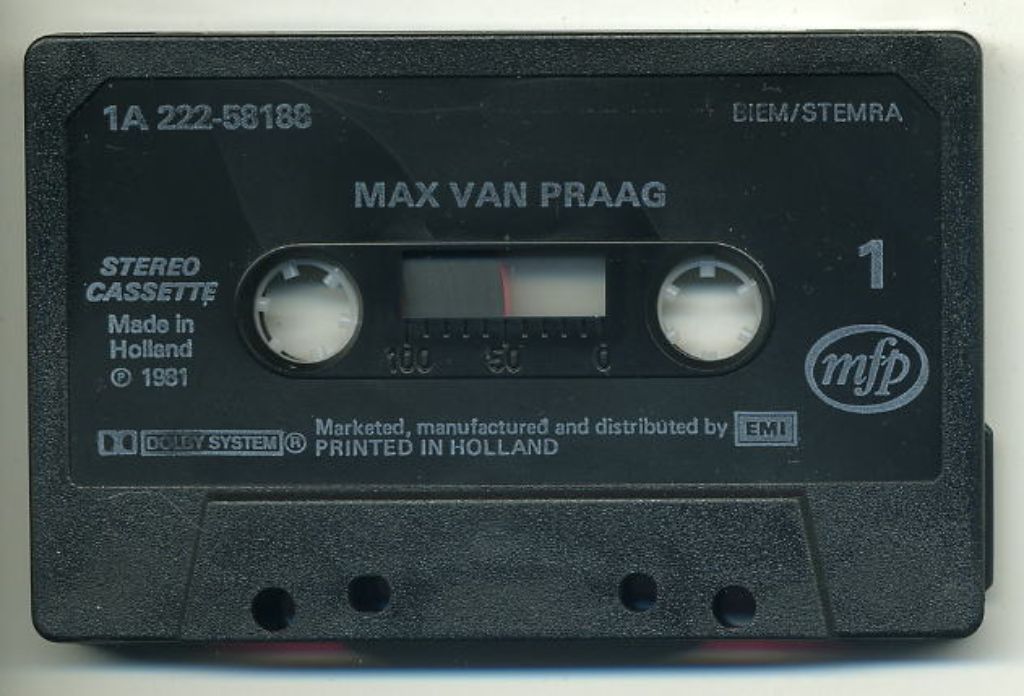 1A 222-58188
BIEM/STEMRA
MAX VAN PRAAG
STEREO
CASSETTE
1
Made in
Holland
℗ 1981
100 50 0
mfp
DOLBY SYSTEM®
Marketed, manufactured and distributed by EMI
PRINTED IN HOLLAND